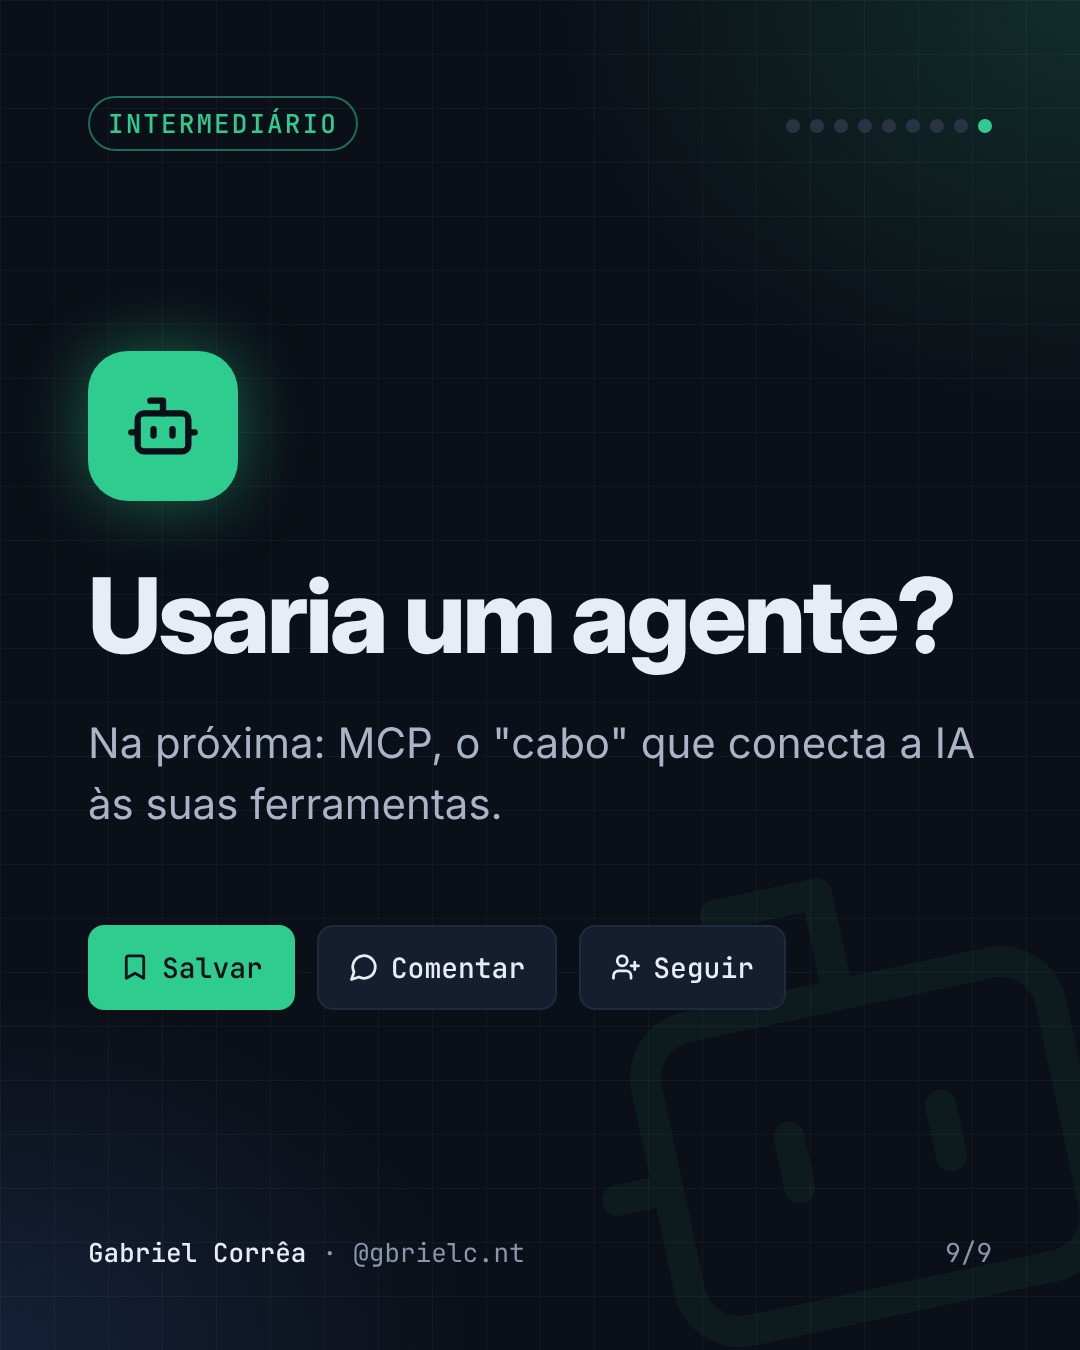 INTERMEDIÁRIO
Usaria um agente?
Na próxima: MCP, o "cabo" que conecta a IA
às suas ferramentas.
Salvar
Comentar
Seguir
Gabriel Corrêa · @gbrielc.nt
9/9